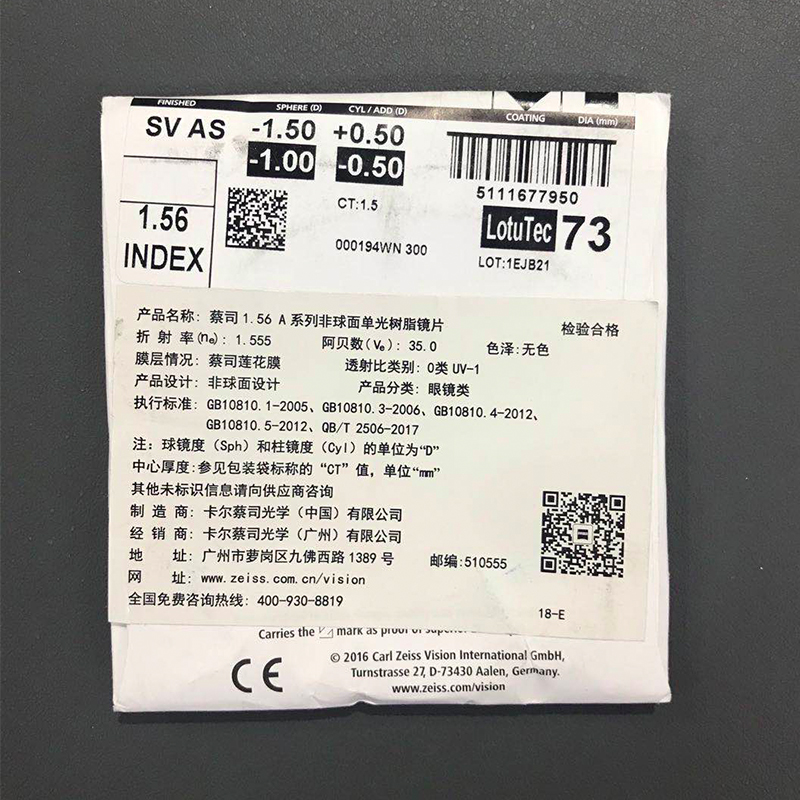 FINISHED SPHERE (D) CYL / ADD (D) COATING DIA (mm)
SV AS -1.50 +0.50
-1.00 -0.50
5111677950
CT:1.5
1.56
INDEX
000194WN 300
LotuTec 73
LOT:1EJB21
产品名称: 蔡司1.56 A系列非球面单光树脂镜片 检验合格
折射率(ne): 1.555 阿贝数(Ve): 35.0 色泽:无色
膜层情况: 蔡司莲花膜 透射比类别: 0类 UV-1
产品设计: 非球面设计 产品分类: 眼镜类
执行标准: GB10810.1-2005、GB10810.3-2006、GB10810.4-2012、
GB10810.5-2012、QB/T 2506-2017
注: 球镜度 (Sph) 和柱镜度 (Cyl) 的单位为“D”
中心厚度:参见包装袋标称的“CT”值, 单位“mm”
其他未标识信息请向供应商咨询
制造商: 卡尔蔡司光学 (中国) 有限公司
经销商: 卡尔蔡司光学 (广州) 有限公司
地址: 广州市萝岗区九佛西路1389号 邮编:510555
网址: www.zeiss.com.cn/vision
全国免费咨询热线: 400-930-8819
18-E
Carries the mark as proof of
CE
© 2016 Carl Zeiss Vision International GmbH,
Turnstrasse 27, D-73430 Aalen, Germany.
www.zeiss.com/vision